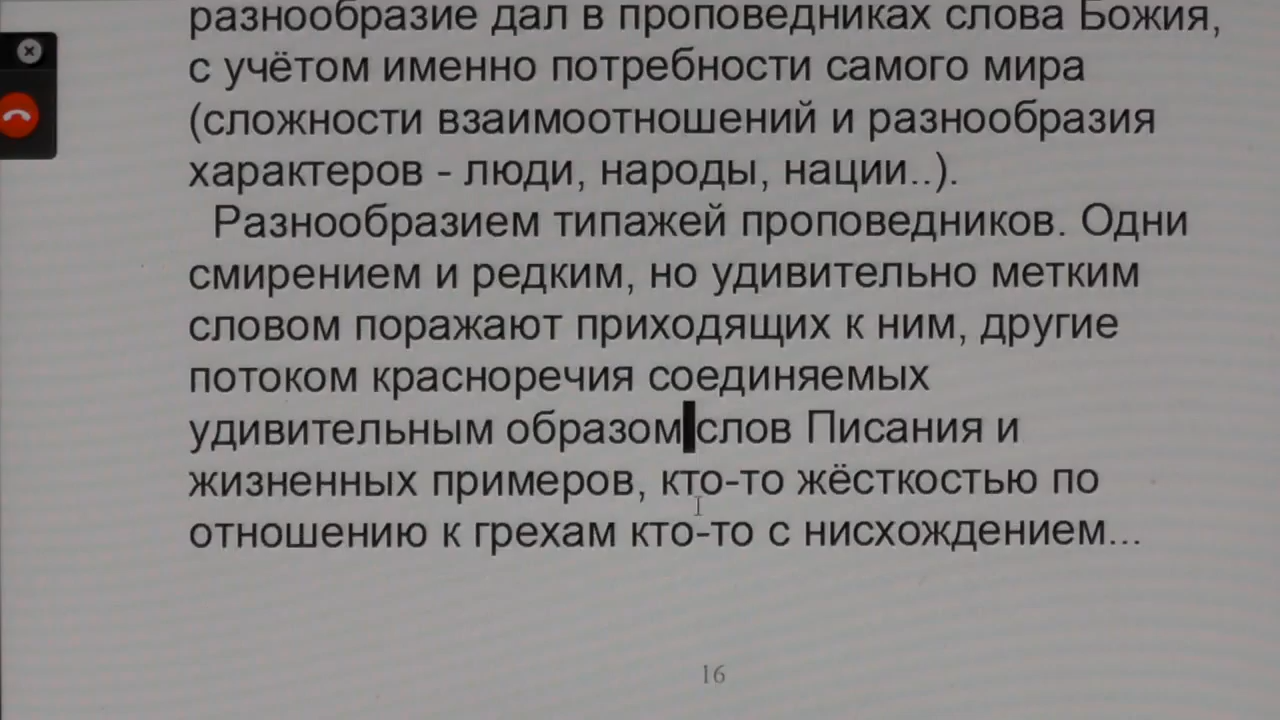 разнообразие дал в проповедниках слова Божия,
с учётом именно потребности самого мира
(сложности взаимоотношений и разнообразия
характеров - люди, народы, нации..).
Разнообразием типажей проповедников. Одни
смирением и редким, но удивительно метким
словом поражают приходящих к ним, другие
потоком красноречия соединяемых
удивительным образом слов Писания и
жизненных примеров, кто-то жёсткостью по
отношению к грехам кто-то с нисхождением...
16